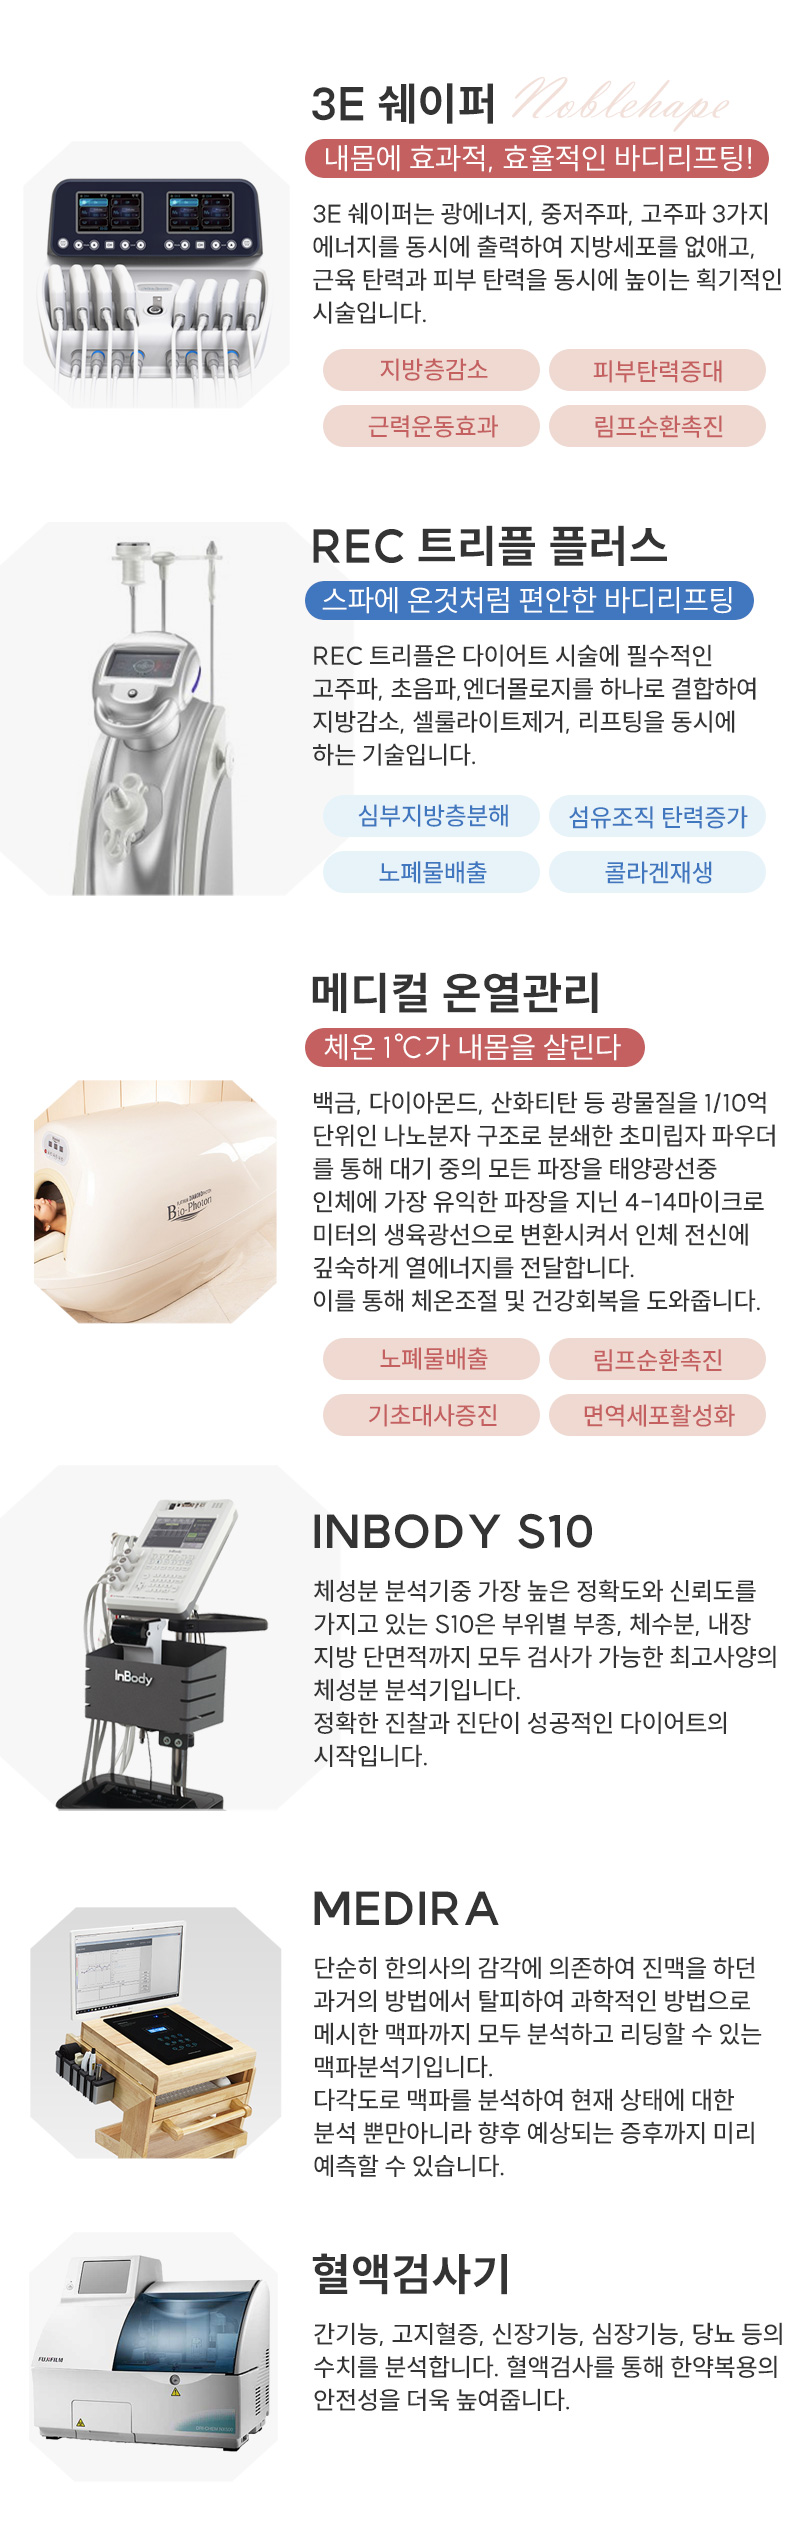 3E 쉐이퍼 Noblehape
내몸에 효과적, 효율적인 바디리프팅!
3E 쉐이퍼는 광에너지, 중저주파, 고주파 3가지
에너지를 동시에 출력하여 지방세포를 없애고,
근육 탄력과 피부 탄력을 동시에 높이는 획기적인
시술입니다.
지방층감소 피부탄력증대
근력운동효과 림프순환촉진
REC 트리플 플러스
스파에 온것처럼 편안한 바디리프팅
REC 트리플은 다이어트 시술에 필수적인
고주파, 초음파,엔더몰로지를 하나로 결합하여
지방감소, 셀룰라이트제거, 리프팅을 동시에
하는 기술입니다.
심부지방층분해 섬유조직 탄력증가
노폐물배출 콜라겐재생
메디컬 온열관리
체온 1℃가 내몸을 살린다
백금, 다이아몬드, 산화티탄 등 광물질을 1/10억
단위인 나노분자 구조로 분쇄한 초미립자 파우더
를 통해 대기 중의 모든 파장을 태양광선중
인체에 가장 유익한 파장을 지닌 4-14마이크로
미터의 생육광선으로 변환시켜서 인체 전신에
깊숙하게 열에너지를 전달합니다.
이를 통해 체온조절 및 건강회복을 도와줍니다.
Bio-Photon
노폐물배출 림프순환촉진
기초대사증진 면역세포활성화
INBODY S10
체성분 분석기중 가장 높은 정확도와 신뢰도를
가지고 있는 S10은 부위별 부종, 체수분, 내장
지방 단면적까지 모두 검사가 가능한 최고사양의
체성분 분석기입니다.
정확한 진찰과 진단이 성공적인 다이어트의
시작입니다.
InBody
MEDIRA
단순히 한의사의 감각에 의존하여 진맥을 하던
과거의 방법에서 탈피하여 과학적인 방법으로
메시한 맥파까지 모두 분석하고 리딩할 수 있는
맥파분석기입니다.
다각도로 맥파를 분석하여 현재 상태에 대한
분석 뿐만아니라 향후 예상되는 증후까지 미리
예측할 수 있습니다.
혈액검사기
간기능, 고지혈증, 신장기능, 심장기능, 당뇨 등의
수치를 분석합니다. 혈액검사를 통해 한약복용의
안전성을 더욱 높여줍니다.
FUJIFILM